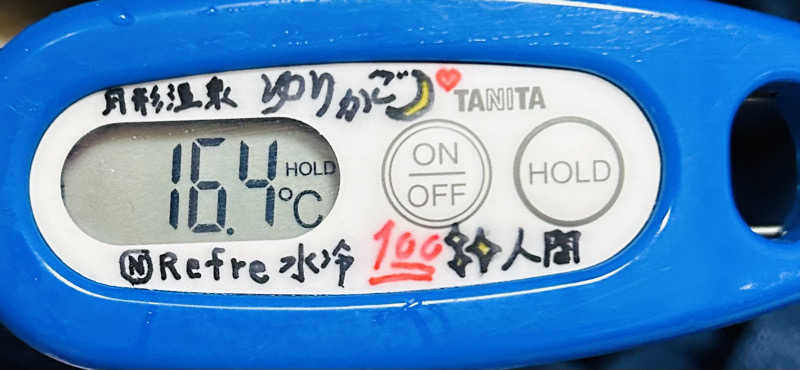 月形温泉 ゆりかご TANITA
16.4 HOLD
°C
ON
OFF
HOLD
Ⓝ Refre 水冷 100 人間